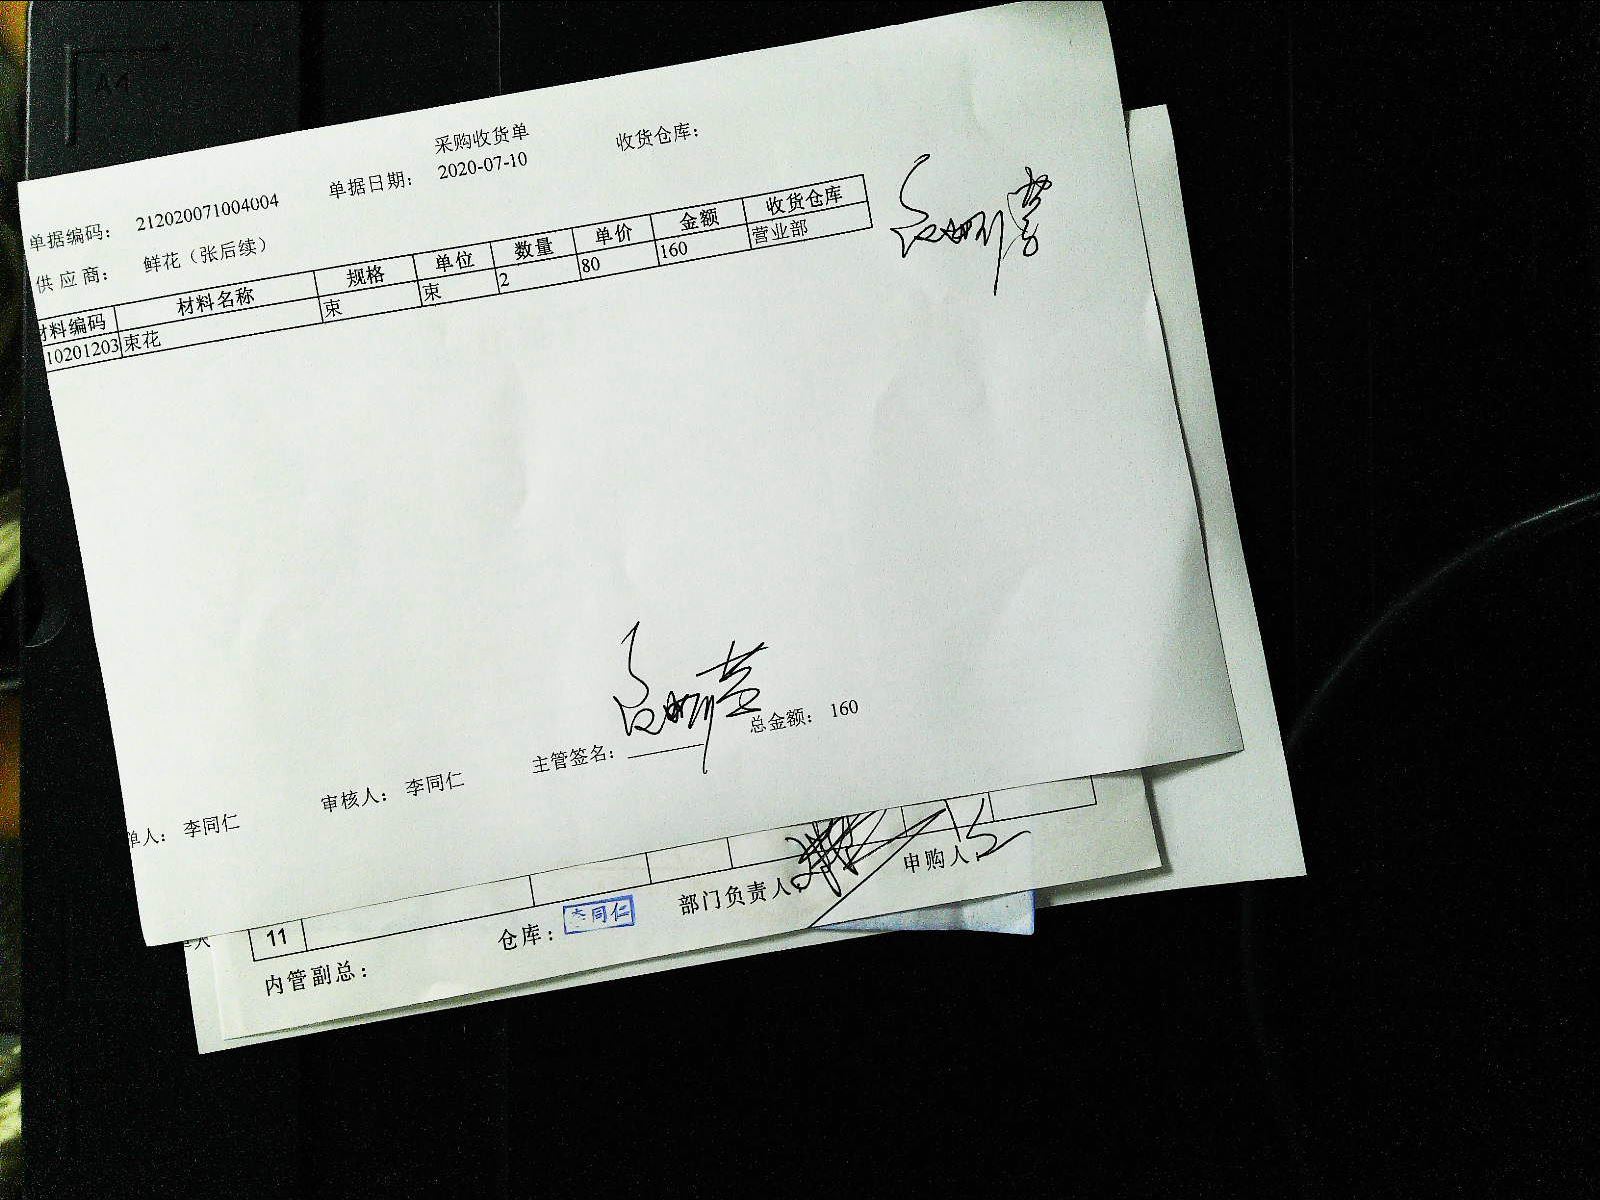 A4
采购收货单
单据编码： 212020071004004 单据日期： 2020-07-10 收货仓库：
供 应 商： 鲜花（张后续）
材料编码 材料名称 规格 单位 数量 单价 金额 收货仓库
10201203 束花 束 束 2 80 160 营业部
单人： 李同仁 审核人： 李同仁 主管签名： 总金额： 160
11
仓库： 李同仁 部门负责人： 申购人：
内管副总：